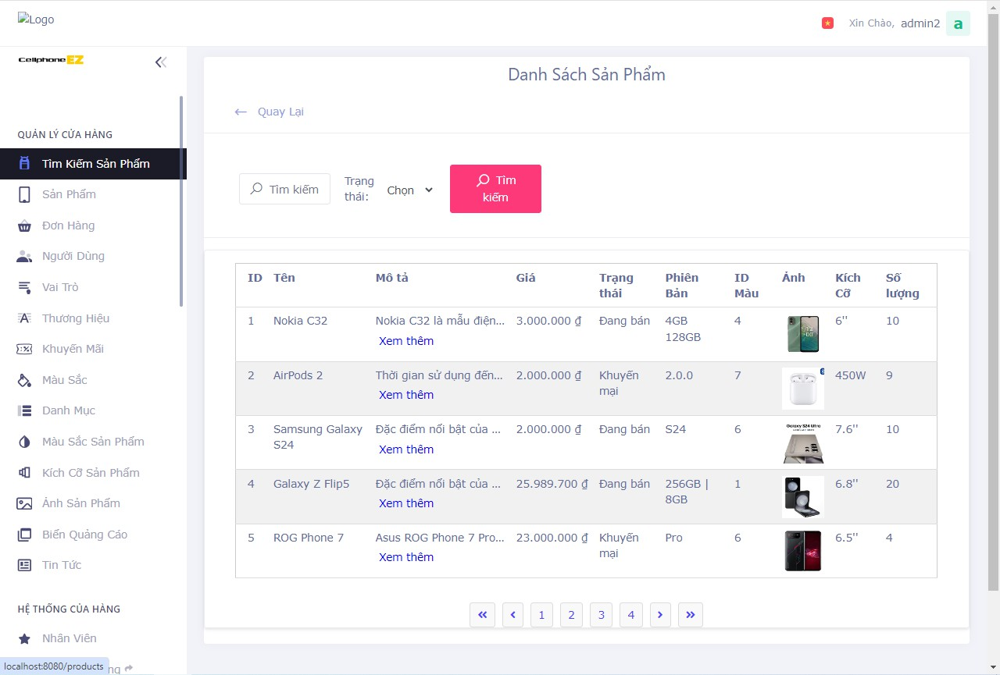 Logo
Xin Chào, admin2 a
CellphoneEZ
QUẢN LÝ CỬA HÀNG
Tìm Kiếm Sản Phẩm
Sản Phẩm
Đơn Hàng
Người Dùng
Vai Trò
Thương Hiệu
Khuyến Mãi
Màu Sắc
Danh Mục
Màu Sắc Sản Phẩm
Kích Cỡ Sản Phẩm
Ảnh Sản Phẩm
Biển Quảng Cáo
Tin Tức
HỆ THỐNG CỦA HÀNG
Nhân Viên
localhost:8080/products
Danh Sách Sản Phẩm
← Quay Lại
Tìm kiếm
Trạng
thái:
Chọn
Tìm
kiếm
ID Tên Mô tả Giá Trạng Phiên ID Ảnh Kích Số
thái Bản Màu Cỡ lượng
1 Nokia C32 Nokia C32 là mẫu điện... 3.000.000 ₫ Đang bán 4GB 4 6'' 10
128GB
Xem thêm
2 AirPods 2 Thời gian sử dụng đến... 2.000.000 ₫ Khuyến 2.0.0 7 450W 9
mại
Xem thêm
3 Samsung Galaxy Đặc điểm nổi bật của ... 2.000.000 ₫ Đang bán S24 6 Galaxy S24 Ultra 7.6'' 10
S24
Xem thêm
4 Galaxy Z Flip5 Đặc điểm nổi bật của ... 25.989.700 ₫ Đang bán 256GB | 1 6.8'' 20
8GB
Xem thêm
5 ROG Phone 7 Asus ROG Phone 7 Pro... 23.000.000 ₫ Khuyến Pro 6 6.5'' 4
mại
Xem thêm
« ‹ 1 2 3 4 › »